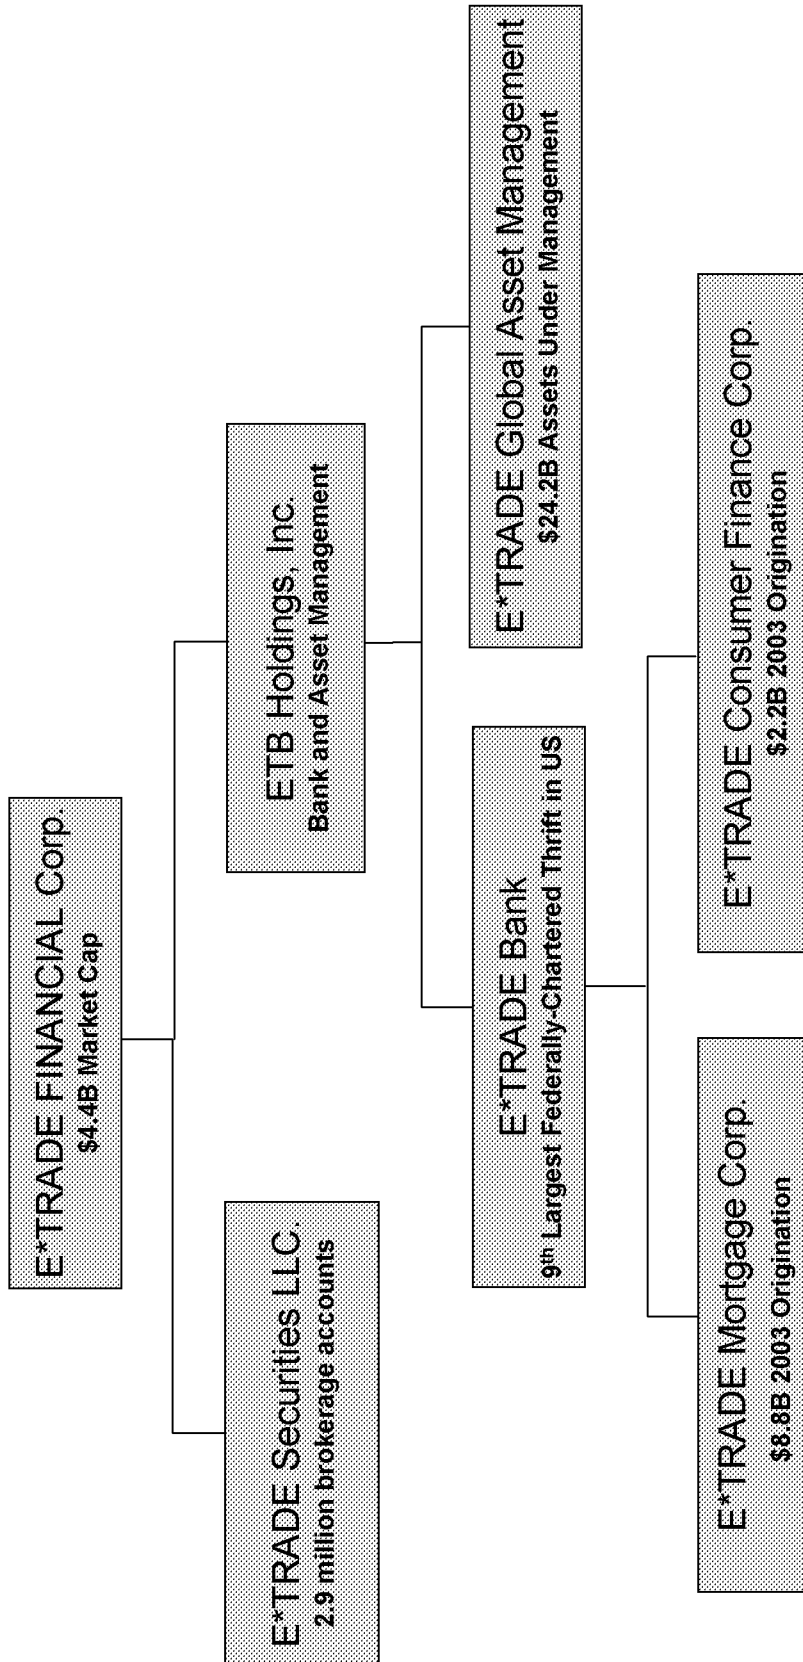 E*TRADE FINANCIAL Corp.
$4.4B Market Cap
E*TRADE Securities LLC.
2.9 million brokerage accounts
ETB Holdings, Inc.
Bank and Asset Management
E*TRADE Bank
9th Largest Federally-Chartered Thrift in US
E*TRADE Global Asset Management
$24.2B Assets Under Management
E*TRADE Mortgage Corp.
$8.8B 2003 Origination
E*TRADE Consumer Finance Corp.
$2.2B 2003 Origination